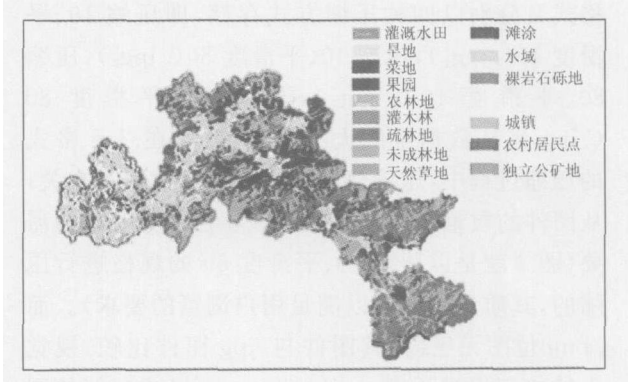 灌溉水田
旱地
菜地
果园
农林地
灌木林
疏林地
未成林地
天然草地
滩涂
水域
裸岩石砾地
城镇
农村居民点
独立公矿地